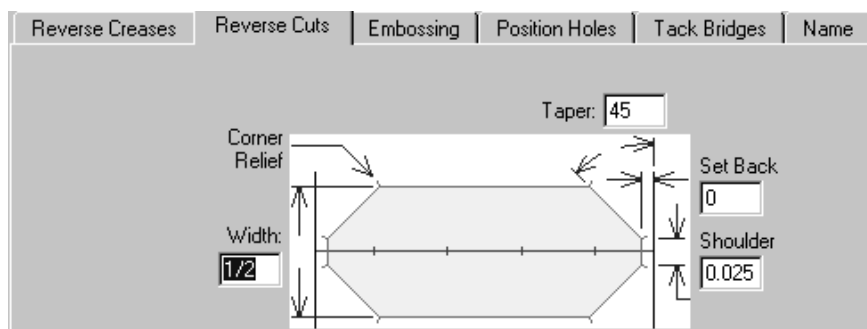 Reverse Creases Reverse Cuts Embossing Position Holes Tack Bridges Name
Taper: 45
Corner
Relief
Set Back
0
Width:
1/2
Shoulder
0.025